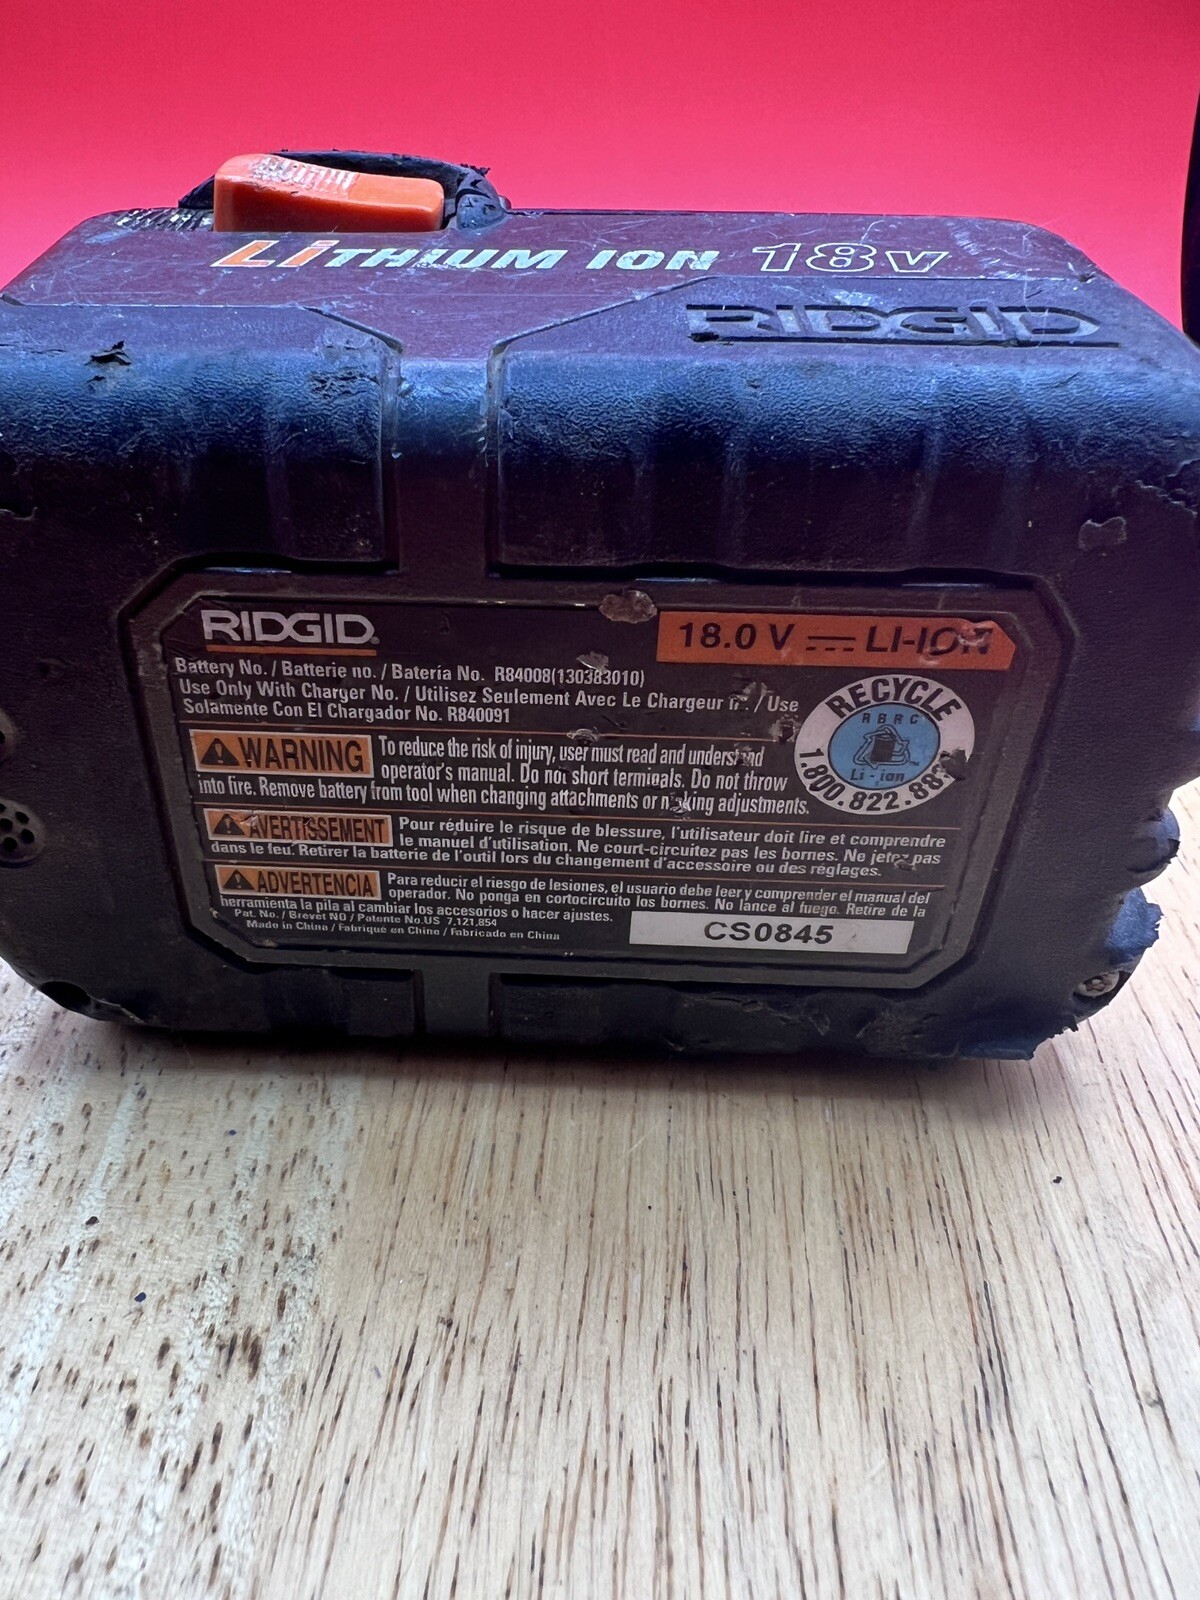 LiTHIUM ION 18V
RIDGID
RIDGID
18.0 V LI-ION
Battery No. / Batterie no. / Batería No. R84008(130383010)
Use Only With Charger No. / Utilisez Seulement Avec Le Chargeur / Use
Solamente Con El Chargador No. R840091
RECYCLE
RBRC
Li-ion
1.800.822.88
WARNING To reduce the risk of injury, user must read and understand
operator's manual. Do not short terminals. Do not throw
into fire. Remove battery from tool when changing attachments or making adjustments.
AVERTISSEMENT Pour réduire le risque de blessure, l'utilisateur doit lire et comprendre
le manuel d'utilisation. Ne court-circuitez pas les bornes. Ne jetez pas
dans le feu. Retirer la batterie de l'outil lors du changement d'accessoire ou des réglages.
ADVERTENCIA Para reducir el riesgo de lesiones, el usuario debe leer y comprender el manual del
operador. No ponga en cortocircuito los bornes. No lance al fuego. Retire de la
herramienta la pila al cambiar los accesorios o hacer ajustes.
Pat. No. / Brevet NO / Patente No.US 7,121,854
Made in China / Fabriqué en Chine / Fabricado en China
CS0845